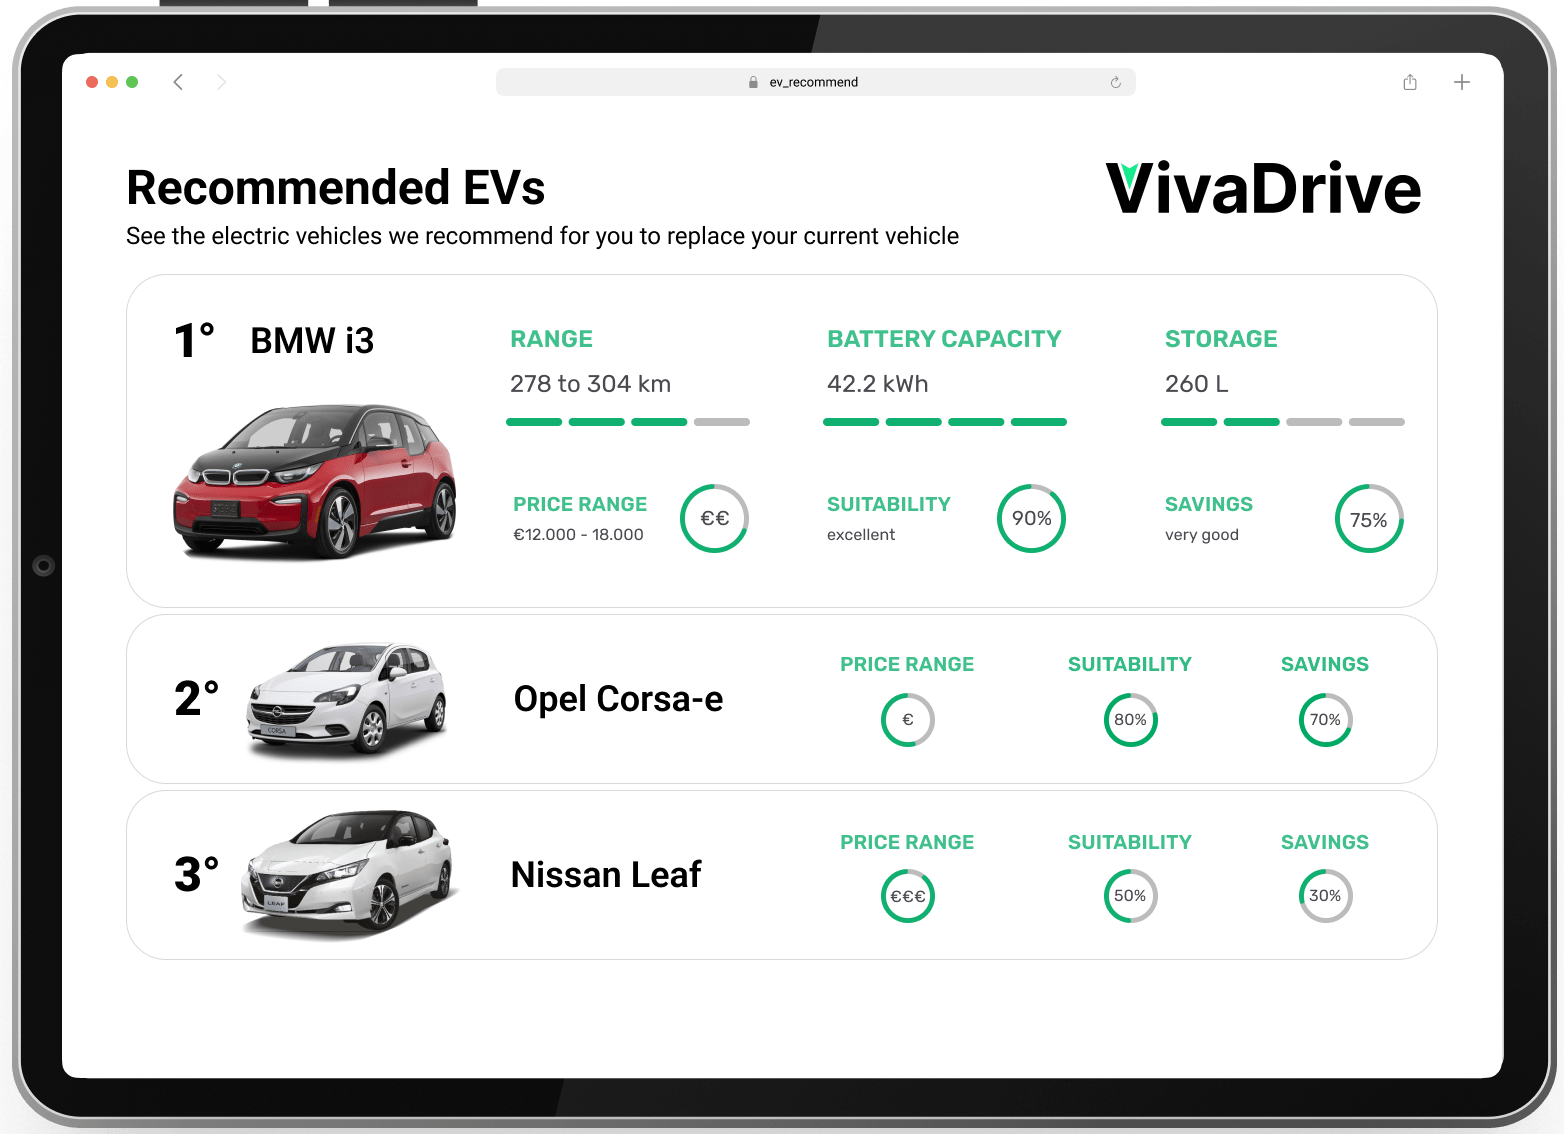 ev_recommend
Recommended EVs
VivaDrive
See the electric vehicles we recommend for you to replace your current vehicle
1° BMW i3
RANGE
278 to 304 km
BATTERY CAPACITY
42.2 kWh
STORAGE
260 L
PRICE RANGE
€12.000 - 18.000
€€
SUITABILITY
excellent
90%
SAVINGS
very good
75%
2°
CORSA
Opel Corsa-e
PRICE RANGE
€
SUITABILITY
80%
SAVINGS
70%
3°
LEAF
Nissan Leaf
PRICE RANGE
€€€
SUITABILITY
50%
SAVINGS
30%